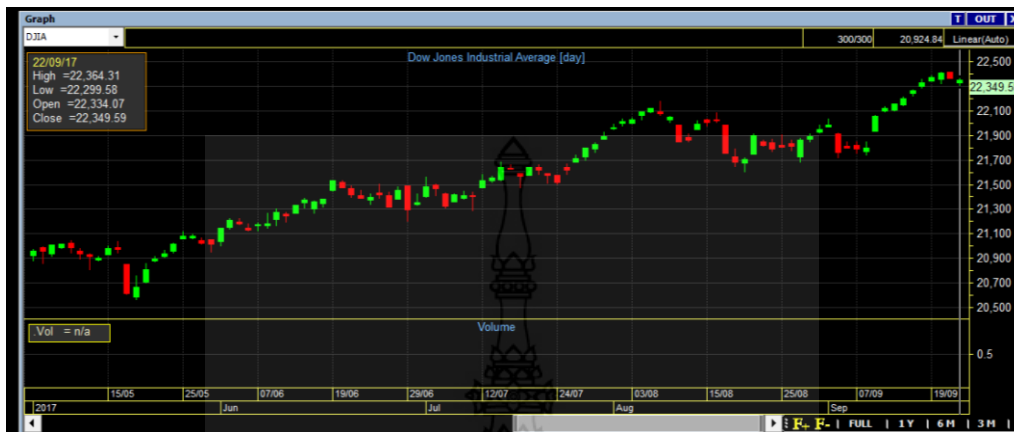 Graph T OUT X
DJIA 300/300 20,924.84 Linear(Auto)
Dow Jones Industrial Average [day]
22/09/17
High =22,364.31
Low =22,299.58
Open =22,334.07
Close =22,349.59
22,500
22,349.5
22,100
21,900
21,700
21,500
21,300
21,100
20,900
20,700
20,500
.Vol = n/a
Volume
0.5
15/05 25/05 07/06 19/06 29/06 12/07 24/07 03/08 15/08 25/08 07/09 19/09
2017 Jun Jul Aug Sep
F+ F- | FULL | 1Y | 6M | 3M |